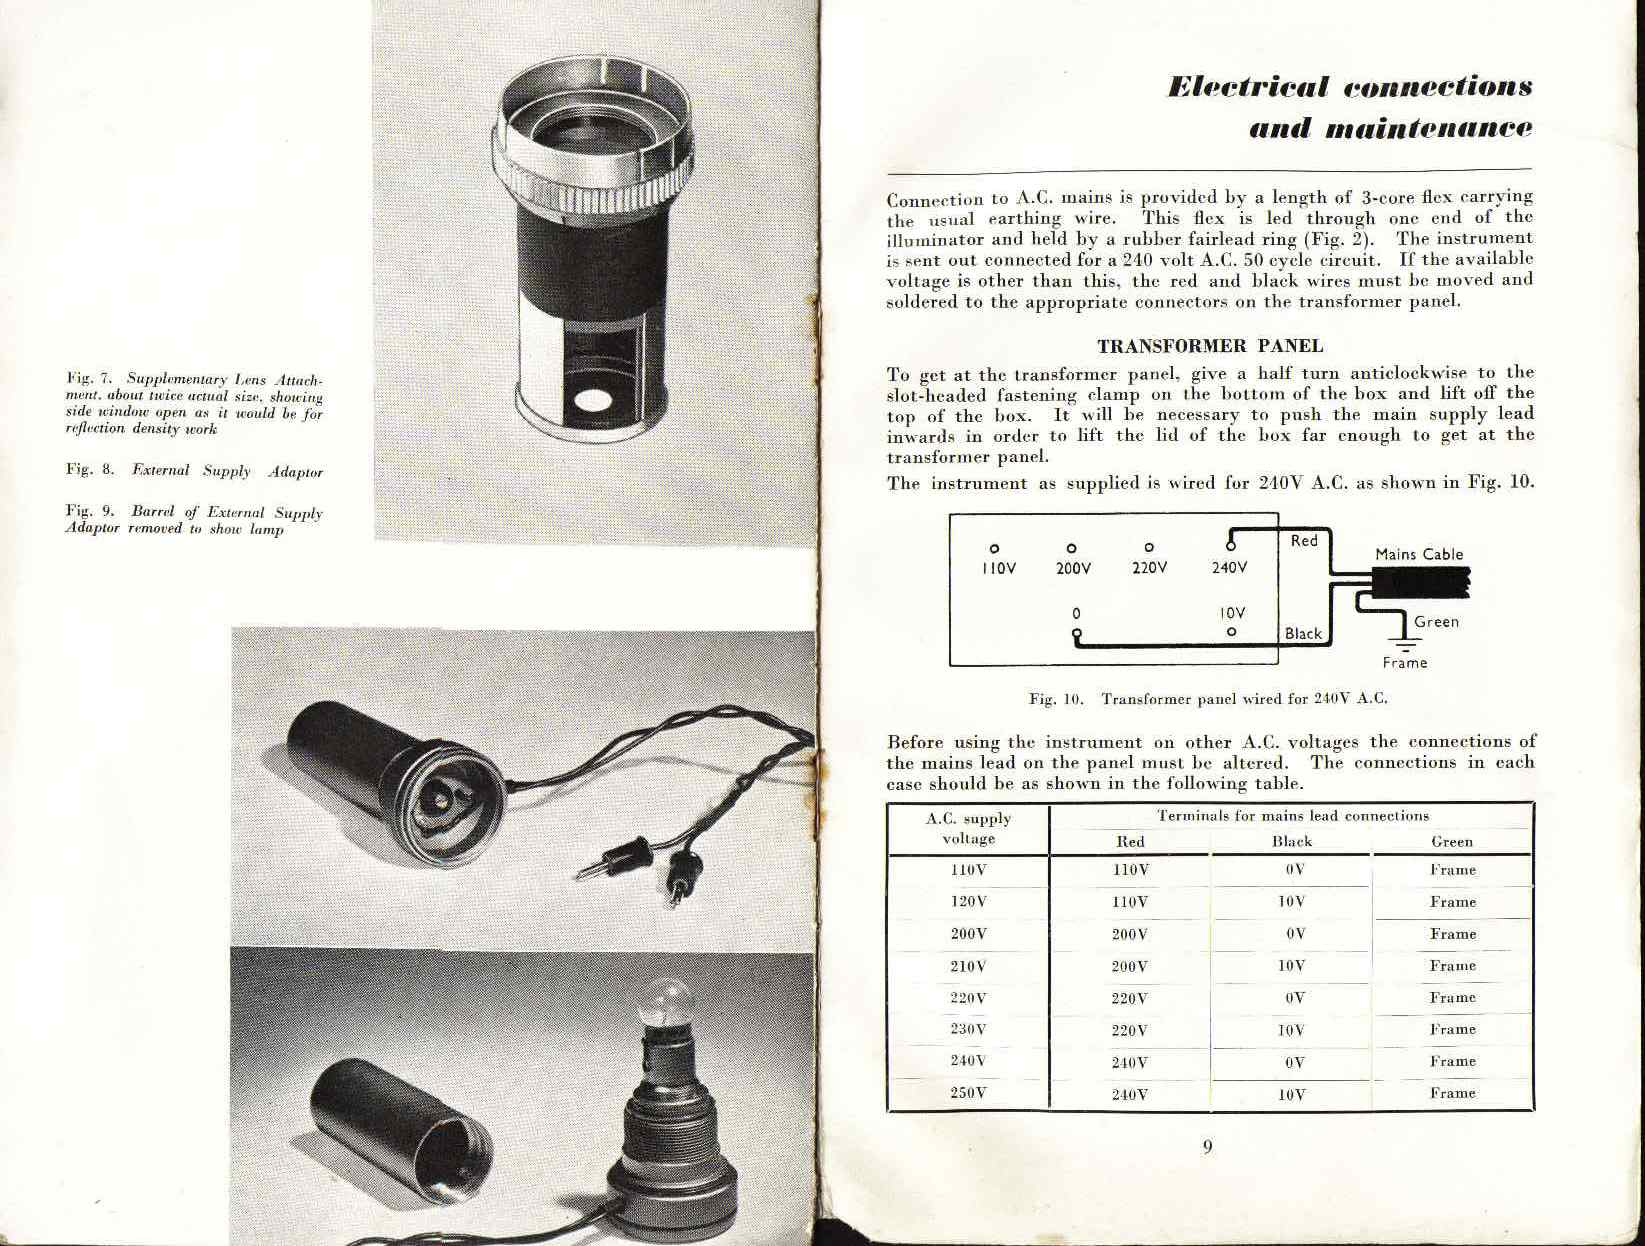 Fig. 7. Supplementary Lens Attach-
ment, about twice actual size, showing
side window open as it would be for
reflection density work
Fig. 8. External Supply Adaptor
Fig. 9. Barrel of External Supply
Adaptor removed to show lamp
Electrical connections
and maintenance
Connection to A.C. mains is provided by a length of 3-core flex carrying
the usual earthing wire. This flex is led through one end of the
illuminator and held by a rubber fairlead ring (Fig. 2). The instrument
is sent out connected for a 240 volt A.C. 50 cycle circuit. If the available
voltage is other than this, the red and black wires must be moved and
soldered to the appropriate connectors on the transformer panel.
TRANSFORMER PANEL
To get at the transformer panel, give a half turn anticlockwise to the
slot-headed fastening clamp on the bottom of the box and lift off the
top of the box. It will be necessary to push the main supply lead
inwards in order to lift the lid of the box far enough to get at the
transformer panel.
The instrument as supplied is wired for 240V A.C. as shown in Fig. 10.
Red
Mains Cable
110V 200V 220V 240V
0 10V
Green
Black
Frame
Fig. 10. Transformer panel wired for 240V A.C.
Before using the instrument on other A.C. voltages the connections of
the mains lead on the panel must be altered. The connections in each
case should be as shown in the following table.
A.C. supply Terminals for mains lead connections
voltage Red Black Green
110V 110V 0V Frame
120V 110V 10V Frame
200V 200V 0V Frame
210V 200V 10V Frame
220V 220V 0V Frame
230V 220V 10V Frame
240V 240V 0V Frame
250V 240V 10V Frame
9